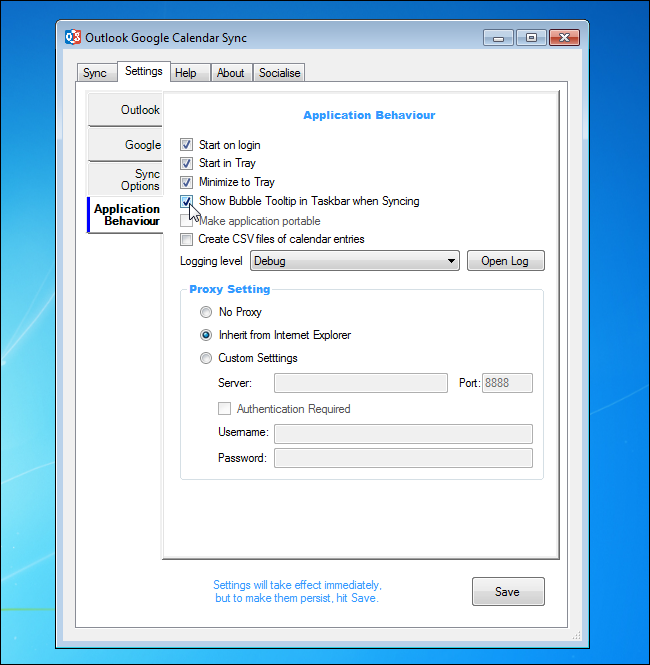 Outlook Google Calendar Sync
Sync Settings Help About Socialise
Outlook
Google
Sync
Options
Application
Behaviour
Application Behaviour
Start on login
Start in Tray
Minimize to Tray
Show Bubble Tooltip in Taskbar when Syncing
Make application portable
Create CSV files of calendar entries
Logging level Debug Open Log
Proxy Setting
No Proxy
Inherit from Internet Explorer
Custom Setttings
Server: Port: 8888
Authentication Required
Username:
Password:
Settings will take effect immediately,
but to make them persist, hit Save.
Save